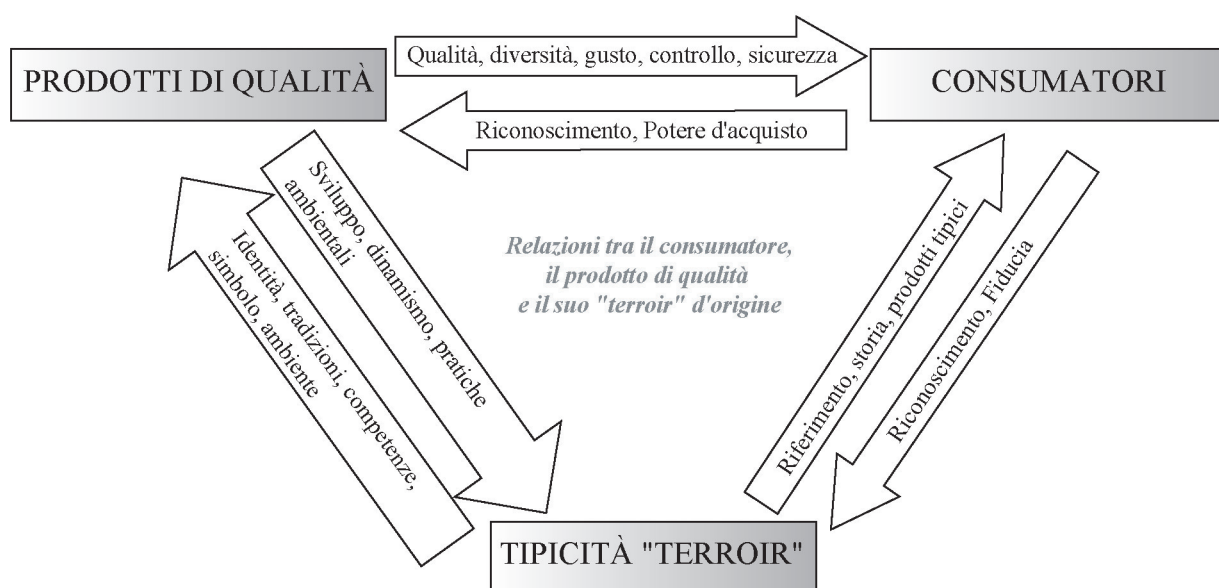 PRODOTTI DI QUALITÀ
Qualità, diversità, gusto, controllo, sicurezza
CONSUMATORI
Riconoscimento, Potere d'acquisto
Sviluppo, dinamismo, pratiche
ambientali
Identità, tradizioni, competenze,
simbolo, ambiente
Relazioni tra il consumatore,
il prodotto di qualità
e il suo "terroir" d'origine
Riferimento, storia, prodotti tipici
Riconoscimento, Fiducia
TIPICITÀ "TERROIR"